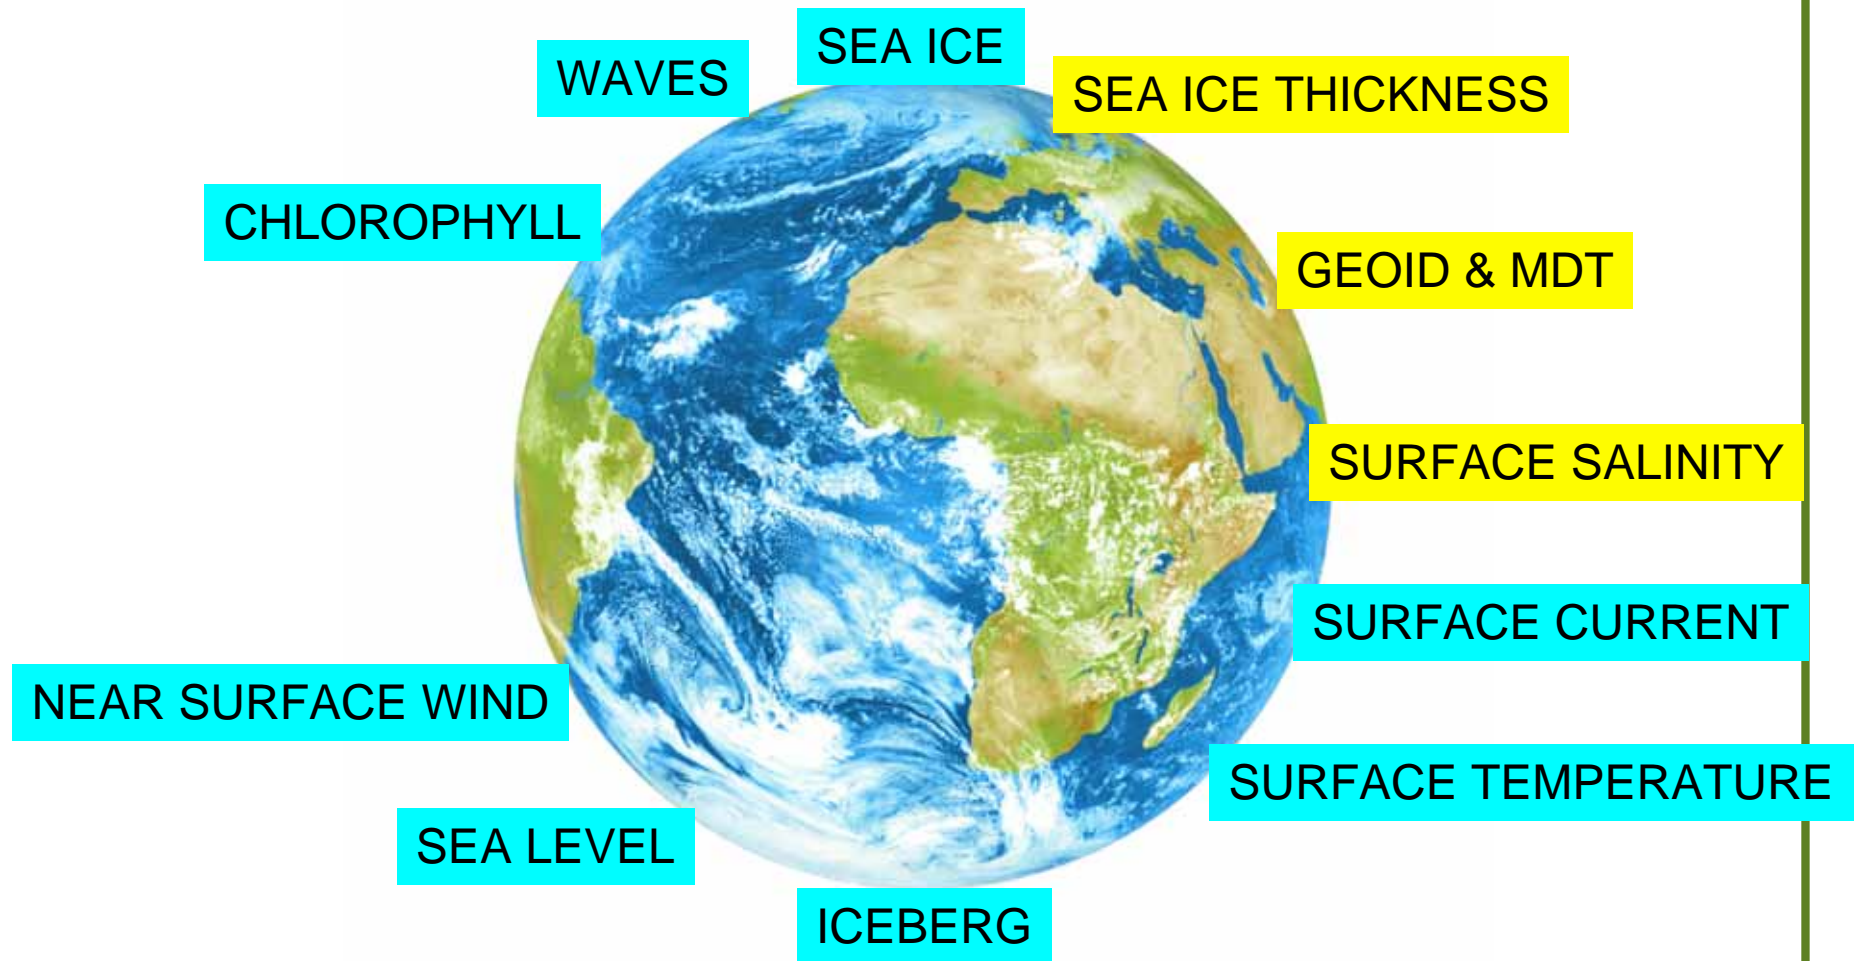 SEA ICE
WAVES
SEA ICE THICKNESS
CHLOROPHYLL
GEOID & MDT
SURFACE SALINITY
SURFACE CURRENT
NEAR SURFACE WIND
SURFACE TEMPERATURE
SEA LEVEL
ICEBERG